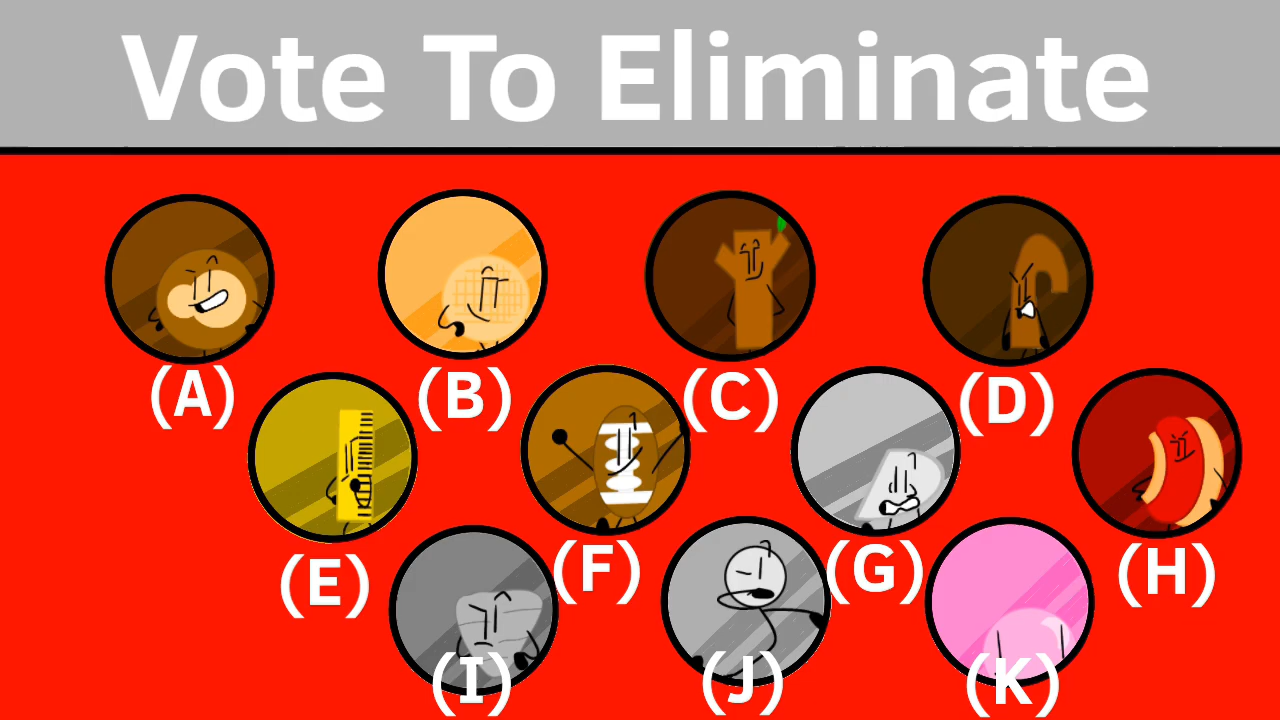 Vote To Eliminate
(A) (B) (C) (D)
(E) (F) (G) (H)
(I) (J) (K)